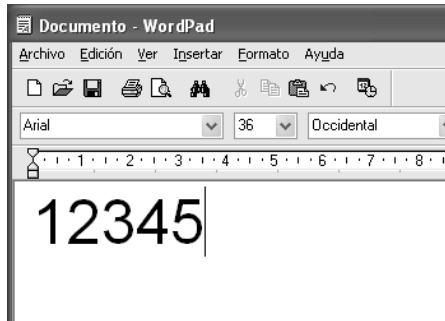 Documento - WordPad
Archivo Edición Ver Insertar Formato Ayuda
Arial 36 Occidental
1 2 3 4 5 6 7 8
12345